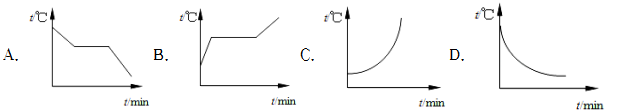 A. t℃ t/min
B. t℃ t/min
C. t℃ t/min
D. t℃ t/min